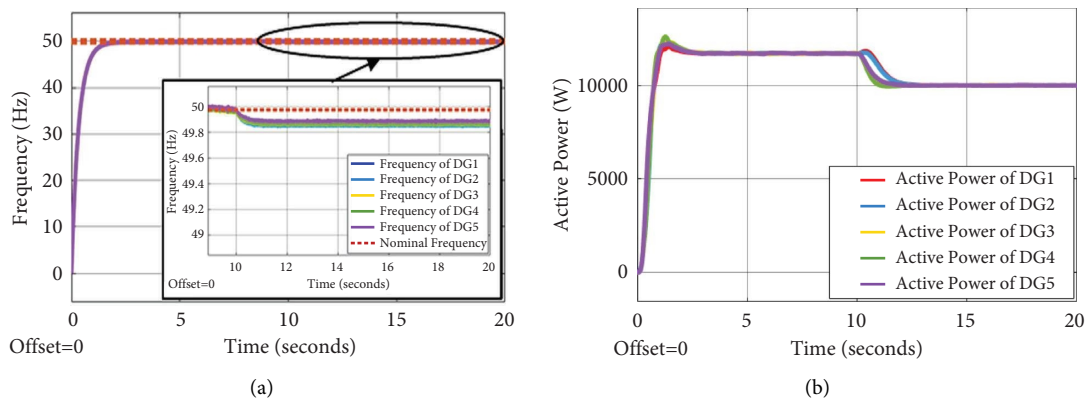 50
40
30
20
10
0
Frequency (Hz)
50
49.8
49.6
49.4
49.2
49
Frequency (Hz)
Frequency of DG1
Frequency of DG2
Frequency of DG3
Frequency of DG4
Frequency of DG5
Nominal Frequency
10 12 14 16 18 20
Offset=0
Time (seconds)
0 5 10 15 20
Offset=0
Time (seconds)
(a)
10000
5000
0
Active Power (W)
Active Power of DG1
Active Power of DG2
Active Power of DG3
Active Power of DG4
Active Power of DG5
0 5 10 15 20
Offset=0
Time (seconds)
(b)